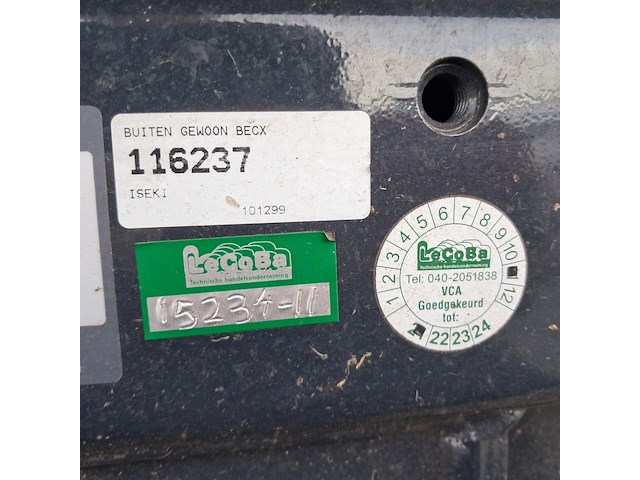 BUITEN GEWOON BECX
116237
ISEKI
101299
LeCoBa
Technische handelsonderneming
15234-11
1 2 3 4 5 6 7 8 9 10 12
LeCoBa
Technische handelsonderneming
Tel: 040-2051838
VCA
Goedgekeurd
tot:
22 23 24